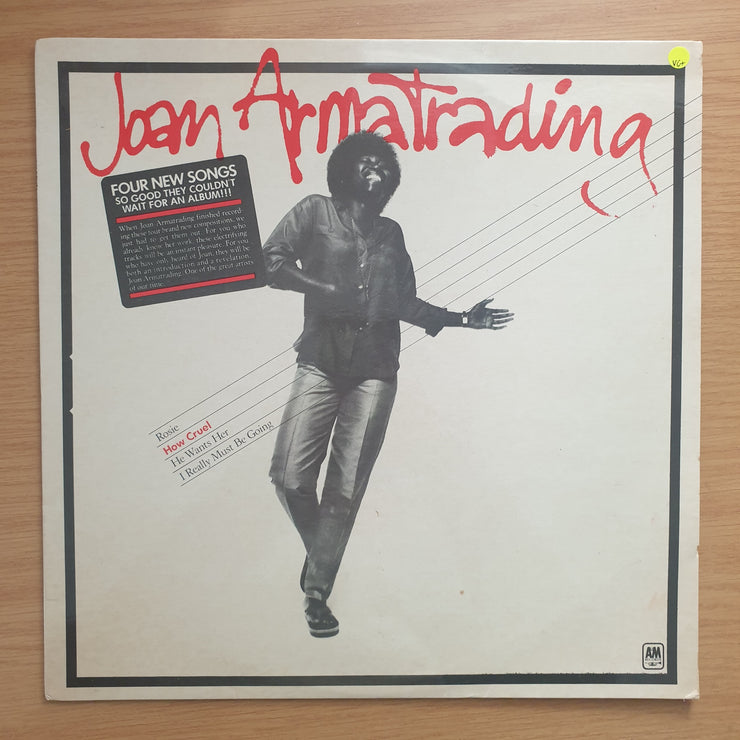 VG+
Joan Armatrading
FOUR NEW SONGS
SO GOOD THEY COULDN'T
WAIT FOR AN ALBUM!!!
When Joan Armatrading finished record
ing these four brand new compositions, we
just had to get them out. For you who
already know her work, these electrifying
tracks will be an instant pleasure. For you
who have only heard of Joan, they will be
both an introduction and a revelation.
Joan Armatrading. One of the great artists
of our time.
Rosie
How Cruel
He Wants Her
I Really Must Be Going
AM
RECORDS